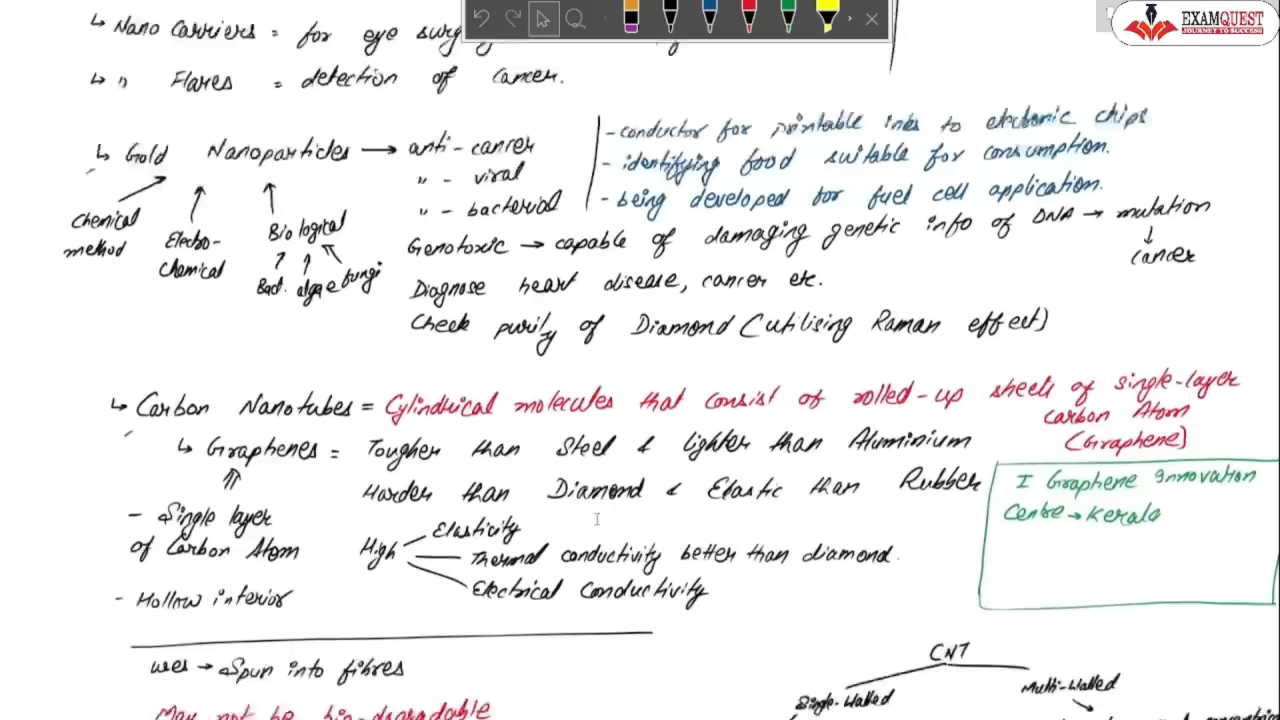 EXAMQUEST
JOURNEY TO SUCCESS
↳ Nano Carriers = for eye surg
↳ " Flares = detection of cancer.
↳ Gold Nanoparticles → anti-cancer
" - viral
" - bacterial
- conductor for printable inks to electronic chips
- identifying food suitable for consumption.
- being developed for fuel cell application.
Chemical method
Electro-chemical
Biological
Bact. algae fungi
Genotoxic → capable of damaging genetic info of DNA → mutation
↓
cancer
Diagnose heart disease, cancer etc.
Check purity of Diamond (utilising Raman effect)
↳ Carbon Nanotubes = Cylindrical molecules that consist of rolled-up sheets of single-layer
carbon Atom
(Graphene)
↳ Graphenes = Tougher than Steel & lighter than Aluminium
Harder than Diamond & Elastic than Rubber
- Single layer
of Carbon Atom
- Hollow interior
High
Elasticity
Thermal conductivity better than diamond.
Electrical Conductivity
I Graphene Innovation
Centre → Kerala
uses → Spun into fibres
May not be bio-degradable
CNT
Single-Walled
Multi-Walled